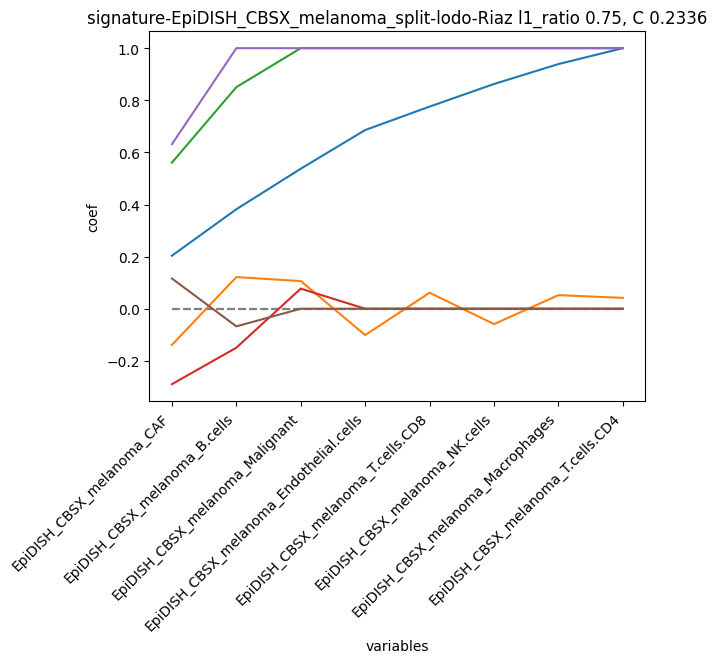 signature-EpiDISH_CBSX_melanoma_split-lodo-Riaz l1_ratio 0.75, C 0.2336
1.0
0.8
0.6
0.4
0.2
0.0
−0.2
coef
EpiDISH_CBSX_melanoma_CAF
EpiDISH_CBSX_melanoma_B.cells
EpiDISH_CBSX_melanoma_Malignant
EpiDISH_CBSX_melanoma_Endothelial.cells
EpiDISH_CBSX_melanoma_T.cells.CD8
EpiDISH_CBSX_melanoma_NK.cells
EpiDISH_CBSX_melanoma_Macrophages
EpiDISH_CBSX_melanoma_T.cells.CD4
variables